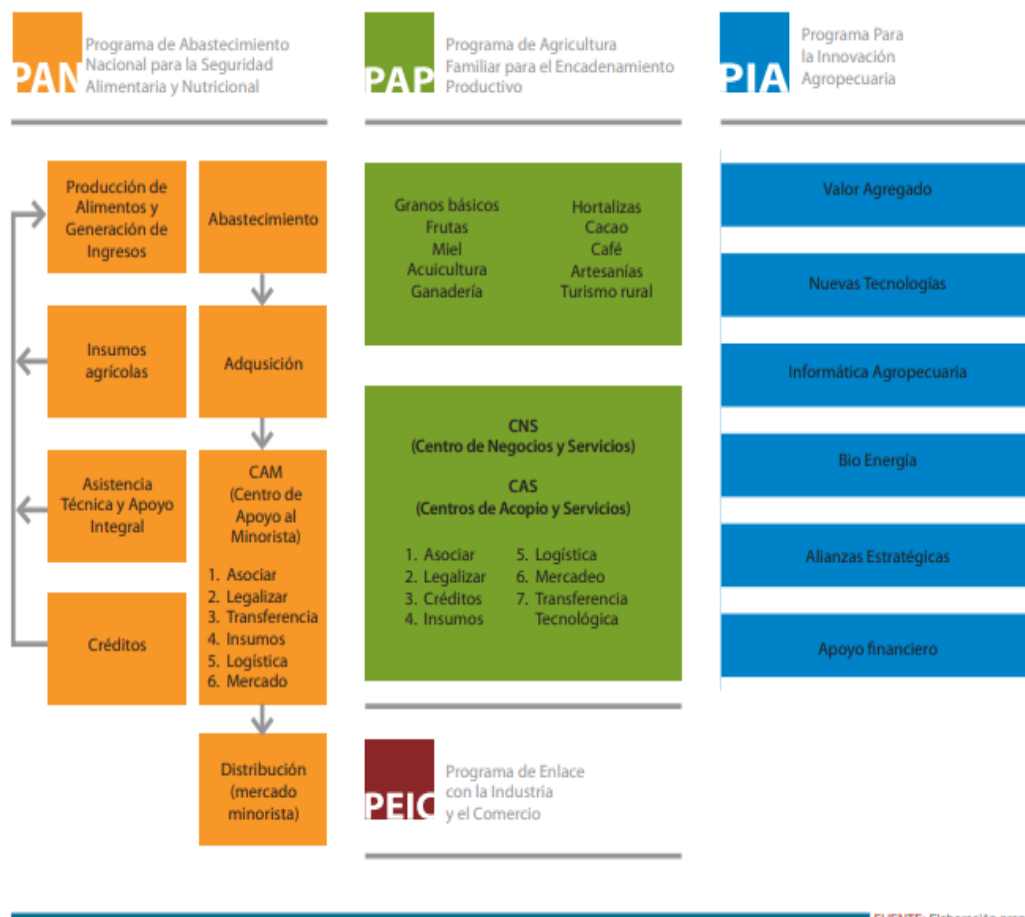 PAN
Programa de Abastecimiento
Nacional para la Seguridad
Alimentaria y Nutricional
Producción de
Alimentos y
Generación de
Ingresos
Insumos
agrícolas
Asistencia
Técnica y Apoyo
Integral
Créditos
Abastecimiento
Adqusición
CAM
(Centro de
Apoyo al
Minorista)
1. Asociar
2. Legalizar
3. Transferencia
4. Insumos
5. Logística
6. Mercado
Distribución
(mercado
minorista)
PAP
Programa de Agricultura
Familiar para el Encadenamiento
Productivo
Granos básicos
Frutas
Miel
Acuicultura
Ganadería
Hortalizas
Cacao
Café
Artesanías
Turismo rural
CNS
(Centro de Negocios y Servicios)
CAS
(Centros de Acopio y Servicios)
1. Asociar
2. Legalizar
3. Créditos
4. Insumos
5. Logística
6. Mercadeo
7. Transferencia
Tecnológica
PEIC
Programa de Enlace
con la Industria
y el Comercio
PIA
Programa Para
la Innovación
Agropecuaria
Valor Agregado
Nuevas Tecnologías
Informática Agropecuaria
Bio Energía
Alianzas Estratégicas
Apoyo financiero